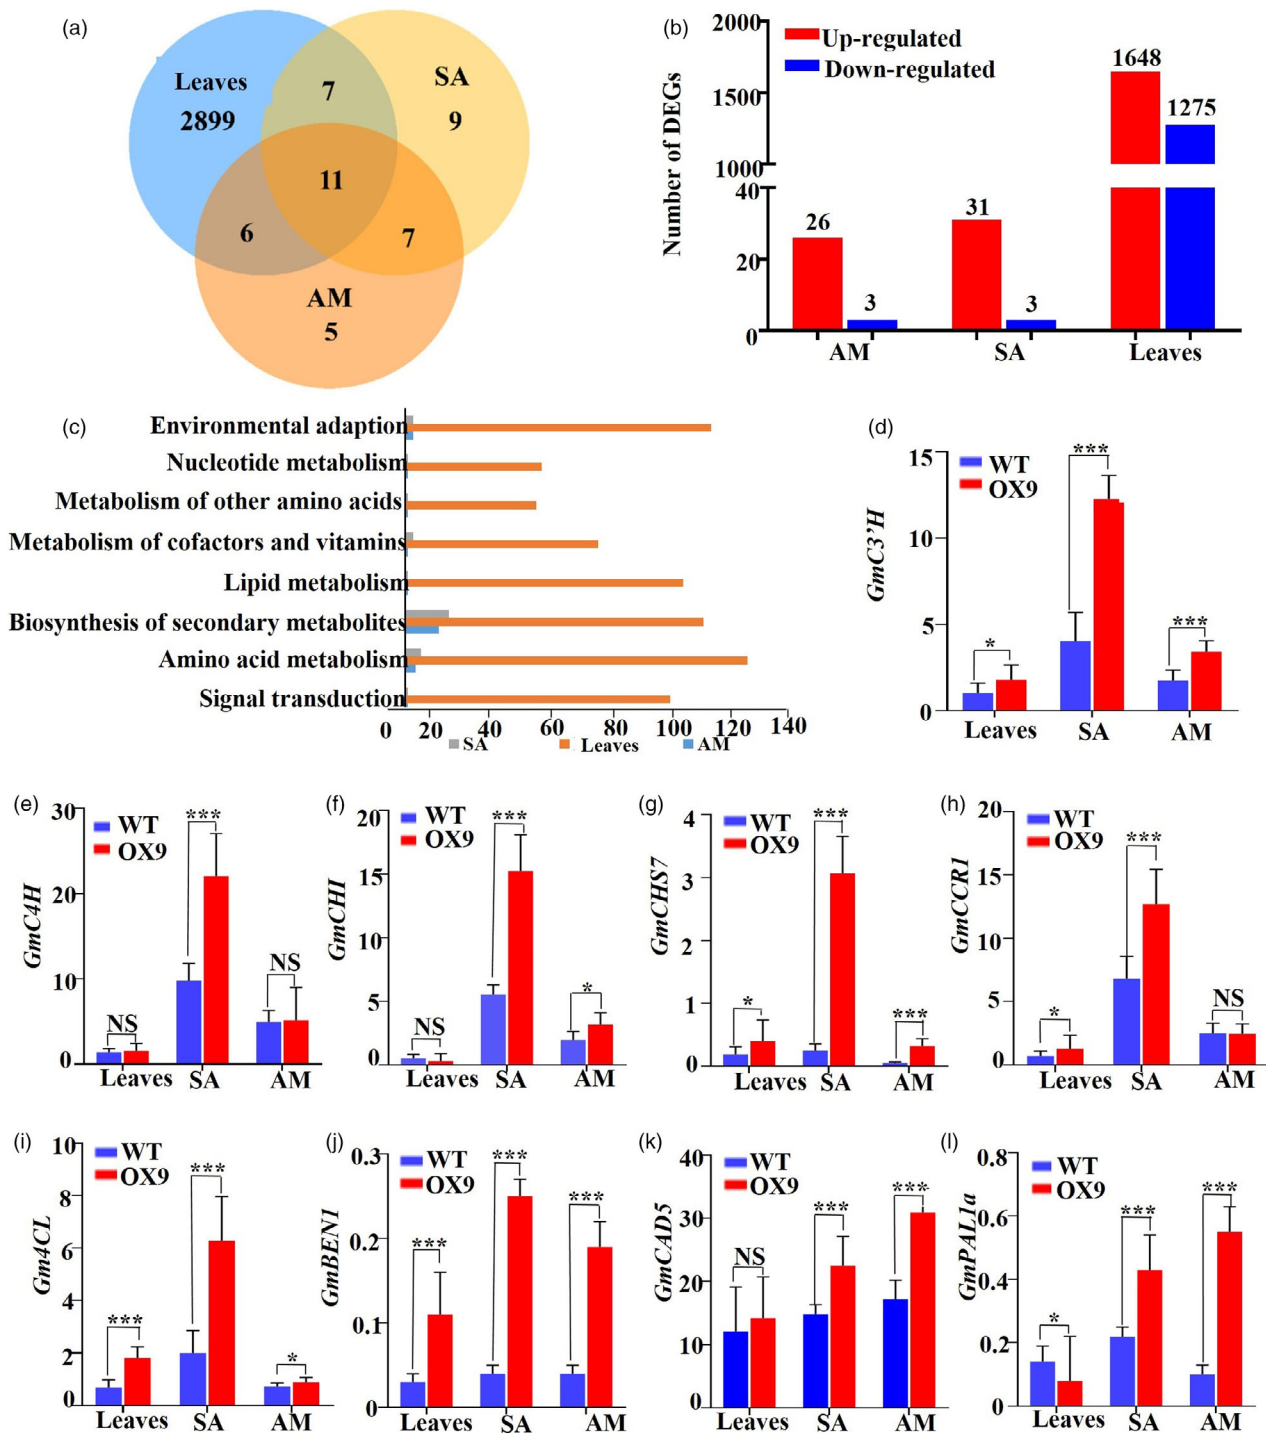 (a)
Leaves
2899
7
SA
9
11
6
7
AM
5
(b)
Number of DEGs
2000
1500
1000
40
20
0
Up-regulated
Down-regulated
26
3
31
3
1648
1275
AM
SA
Leaves
(c)
Environmental adaption
Nucleotide metabolism
Metabolism of other amino acids
Metabolism of cofactors and vitamins
Lipid metabolism
Biosynthesis of secondary metabolites
Amino acid metabolism
Signal transduction
0 20 40 60 80 100 120 140
SA Leaves AM
(d)
GmC3'H
15
10
5
0
WT
OX9
*
***
***
Leaves SA AM
(e)
GmC4H
30
20
10
0
WT
OX9
NS
***
NS
Leaves SA AM
(f)
GmCHI
20
15
10
5
0
WT
OX9
NS
***
*
Leaves SA AM
(g)
GmCHS7
4
3
2
1
0
WT
OX9
*
***
***
Leaves SA AM
(h)
GmCCR1
20
15
10
5
0
WT
OX9
*
***
NS
Leaves SA AM
(i)
Gm4CL
10
8
6
4
2
0
WT
OX9
***
***
*
Leaves SA AM
(j)
GmBEN1
0.3
0.2
0.1
0
WT
OX9
***
***
***
Leaves SA AM
(k)
GmCAD5
40
30
20
10
0
WT
OX9
NS
***
***
Leaves SA AM
(l)
GmPAL1a
0.8
0.6
0.4
0.2
0
WT
OX9
*
***
***
Leaves SA AM